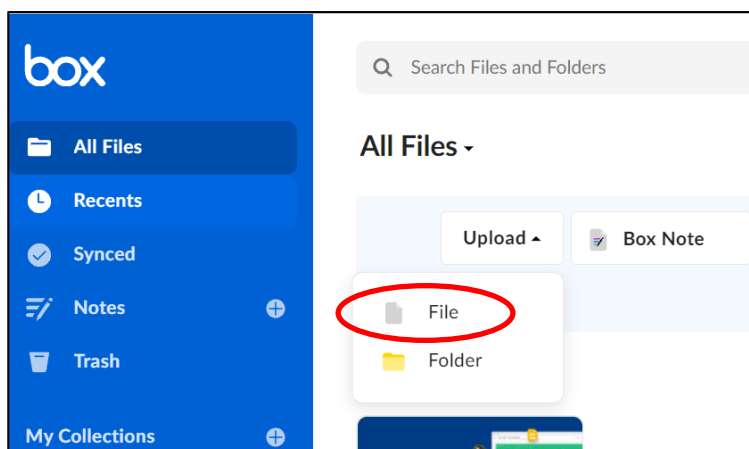 box
Search Files and Folders
All Files
All Files
Recents
Upload
Box Note
Synced
Notes
File
Trash
Folder
My Collections